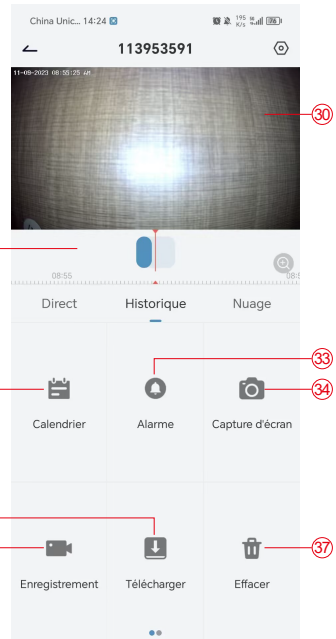 China Unic... 14:24
195 K/s
113953591
11-09-2023 08:55:25 AM
30
08:55
Direct Historique Nuage
33
34
Calendrier Alarme Capture d'écran
37
Enregistrement Télécharger Effacer